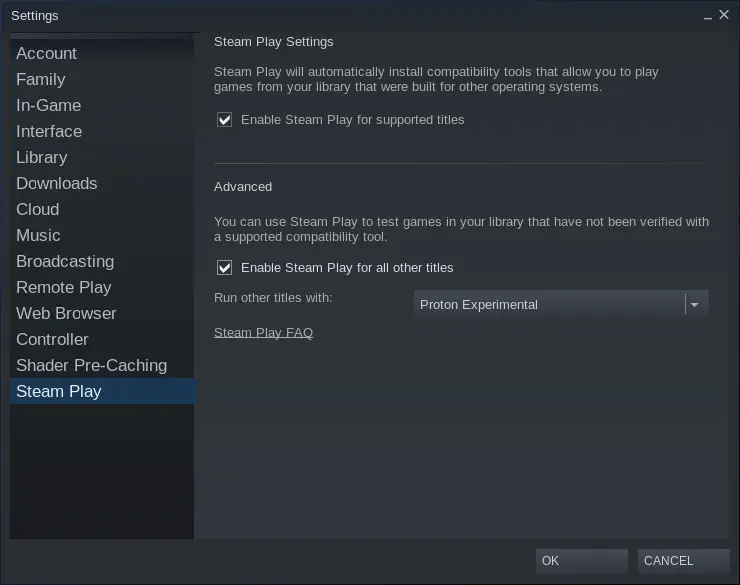 Settings
Account
Family
In-Game
Interface
Library
Downloads
Cloud
Music
Broadcasting
Remote Play
Web Browser
Controller
Shader Pre-Caching
Steam Play
Steam Play Settings
Steam Play will automatically install compatibility tools that allow you to play
games from your library that were built for other operating systems.
Enable Steam Play for supported titles
Advanced
You can use Steam Play to test games in your library that have not been verified with
a supported compatibility tool.
Enable Steam Play for all other titles
Run other titles with:
Proton Experimental
Steam Play FAQ
OK
CANCEL